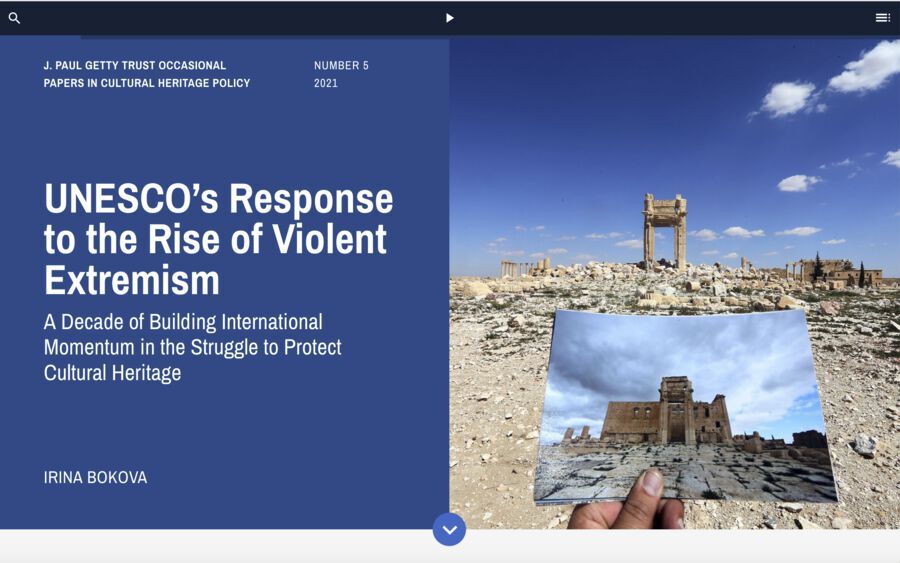 J. PAUL GETTY TRUST OCCASIONAL
PAPERS IN CULTURAL HERITAGE POLICY
NUMBER 5
2021
UNESCO’s Response
to the Rise of Violent
Extremism
A Decade of Building International
Momentum in the Struggle to Protect
Cultural Heritage
IRINA BOKOVA